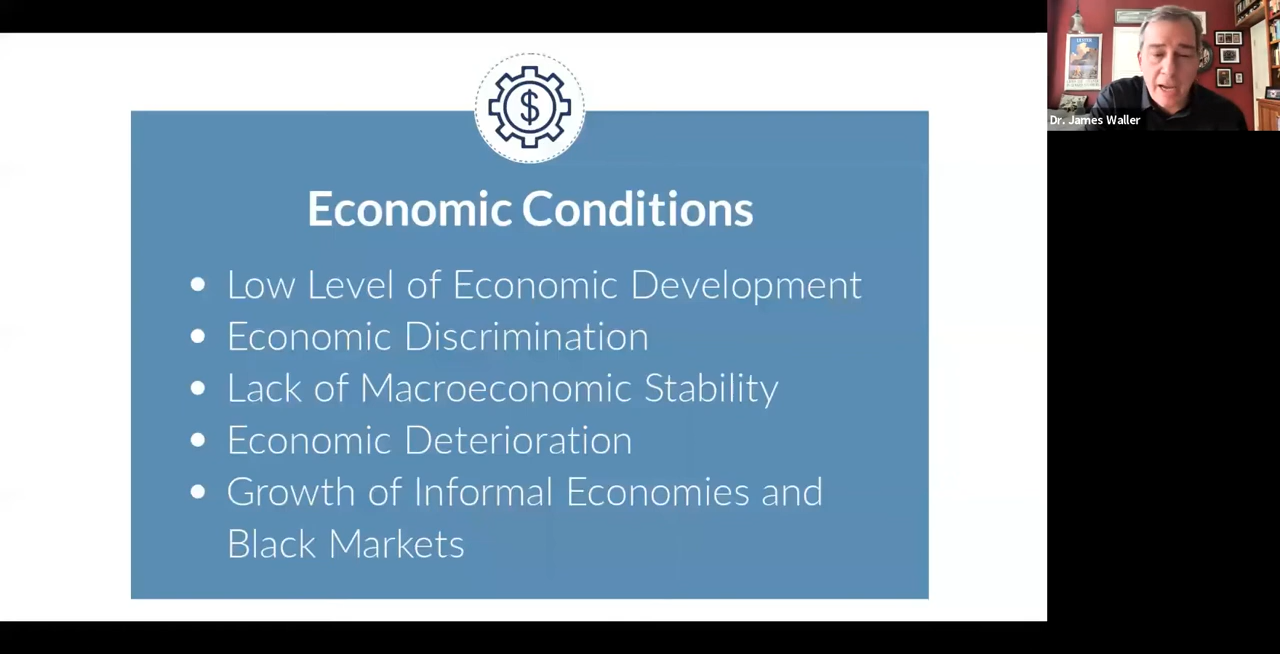 $
Economic Conditions
• Low Level of Economic Development
• Economic Discrimination
• Lack of Macroeconomic Stability
• Economic Deterioration
• Growth of Informal Economies and
Black Markets
Dr. James Waller